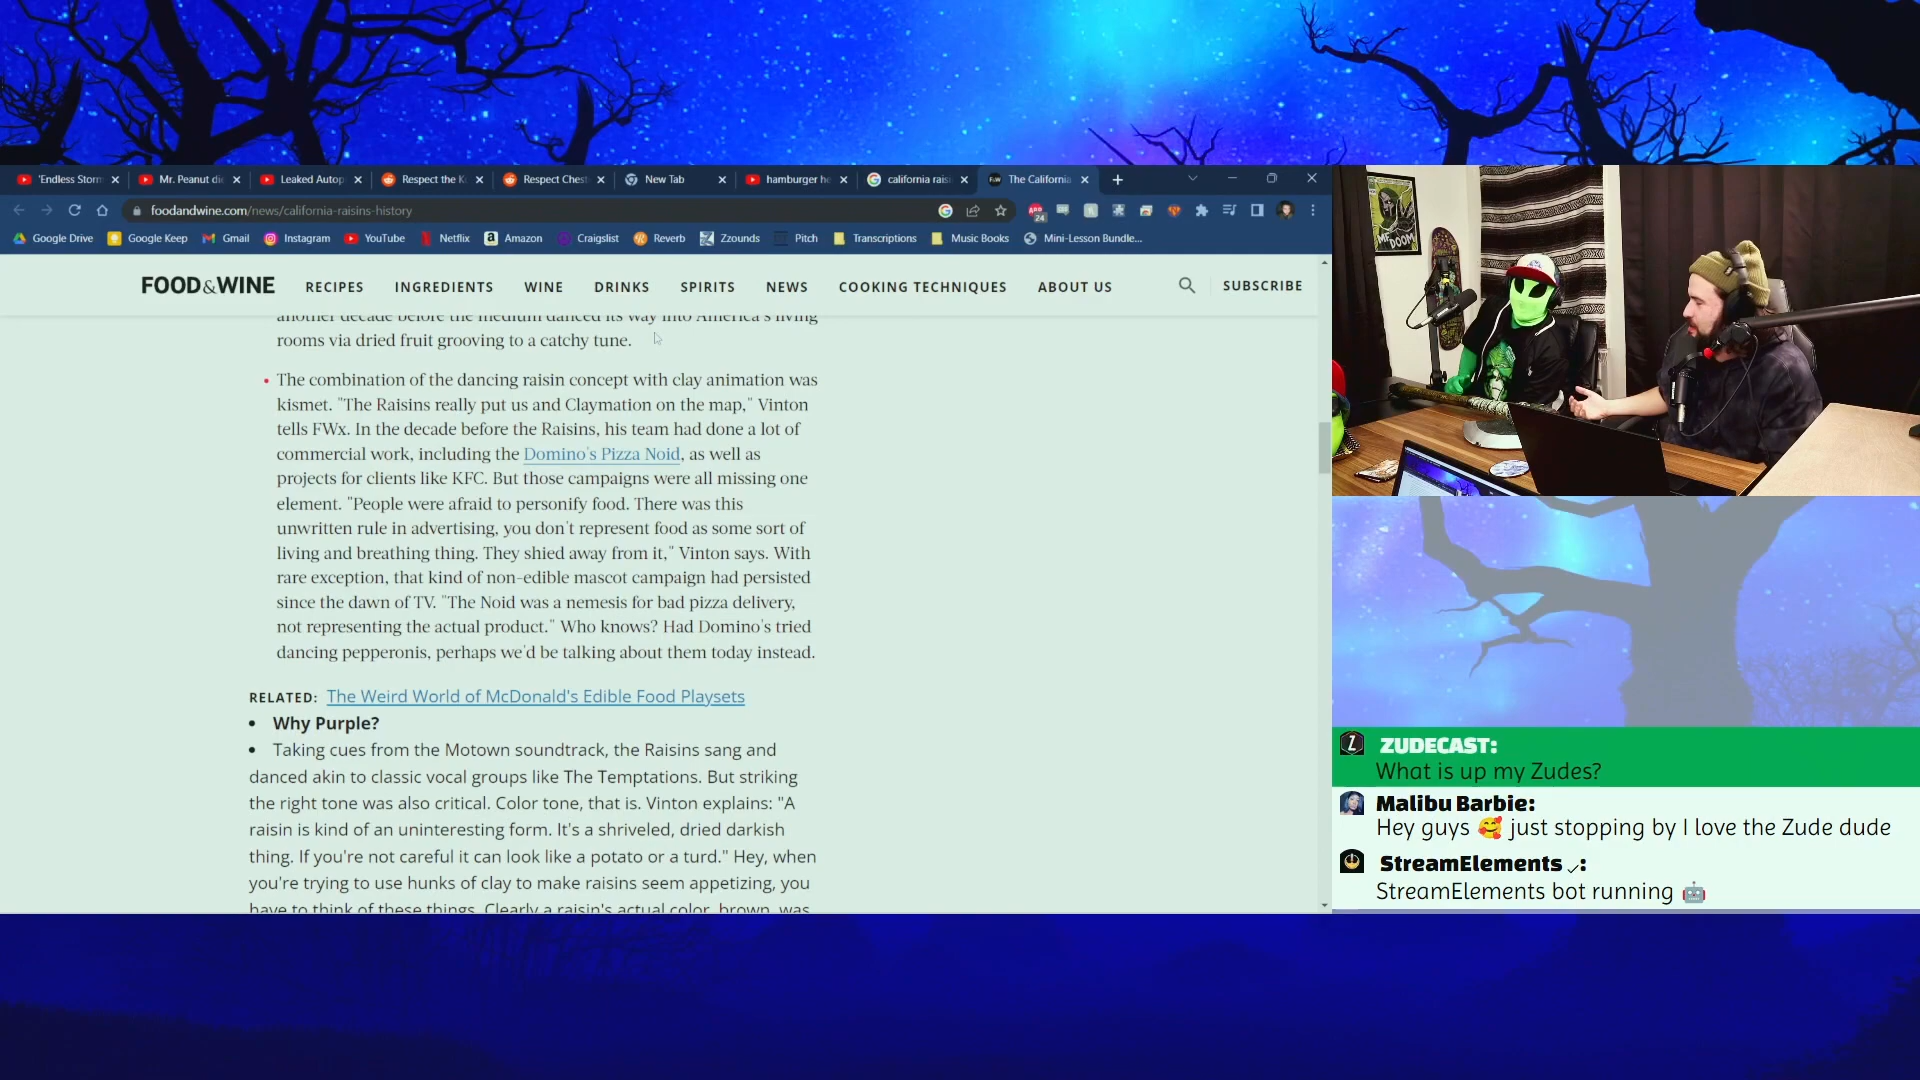 'Endless Storm
Mr. Peanut di
Leaked Autop
Respect the K
Respect Chest
New Tab
hamburger he
california rais
The California
foodandwine.com/news/california-raisins-history
24
Google Drive
Google Keep
Gmail
Instagram
YouTube
Netflix
Amazon
Craigslist
Reverb
Zzounds
Pitch
Transcriptions
Music Books
Mini-Lesson Bundle...
FOOD&WINE
RECIPES
INGREDIENTS
WINE
DRINKS
SPIRITS
NEWS
COOKING TECHNIQUES
ABOUT US
SUBSCRIBE
another decade before the medium danced its way into America's living
rooms via dried fruit grooving to a catchy tune.
The combination of the dancing raisin concept with clay animation was
kismet. "The Raisins really put us and Claymation on the map," Vinton
tells FWx. In the decade before the Raisins, his team had done a lot of
commercial work, including the Domino's Pizza Noid, as well as
projects for clients like KFC. But those campaigns were all missing one
element. "People were afraid to personify food. There was this
unwritten rule in advertising, you don't represent food as some sort of
living and breathing thing. They shied away from it," Vinton says. With
rare exception, that kind of non-edible mascot campaign had persisted
since the dawn of TV. "The Noid was a nemesis for bad pizza delivery,
not representing the actual product." Who knows? Had Domino's tried
dancing pepperonis, perhaps we'd be talking about them today instead.
RELATED: The Weird World of McDonald's Edible Food Playsets
• Why Purple?
• Taking cues from the Motown soundtrack, the Raisins sang and
danced akin to classic vocal groups like The Temptations. But striking
the right tone was also critical. Color tone, that is. Vinton explains: "A
raisin is kind of an uninteresting form. It's a shriveled, dried darkish
thing. If you're not careful it can look like a potato or a turd." Hey, when
you're trying to use hunks of clay to make raisins seem appetizing, you
have to think of these things. Clearly a raisin's actual color, brown, was
MF DOOM
ZUDECAST:
What is up my Zudes?
Malibu Barbie:
Hey guys 🥰 just stopping by I love the Zude dude
StreamElements ✓:
StreamElements bot running 🤖